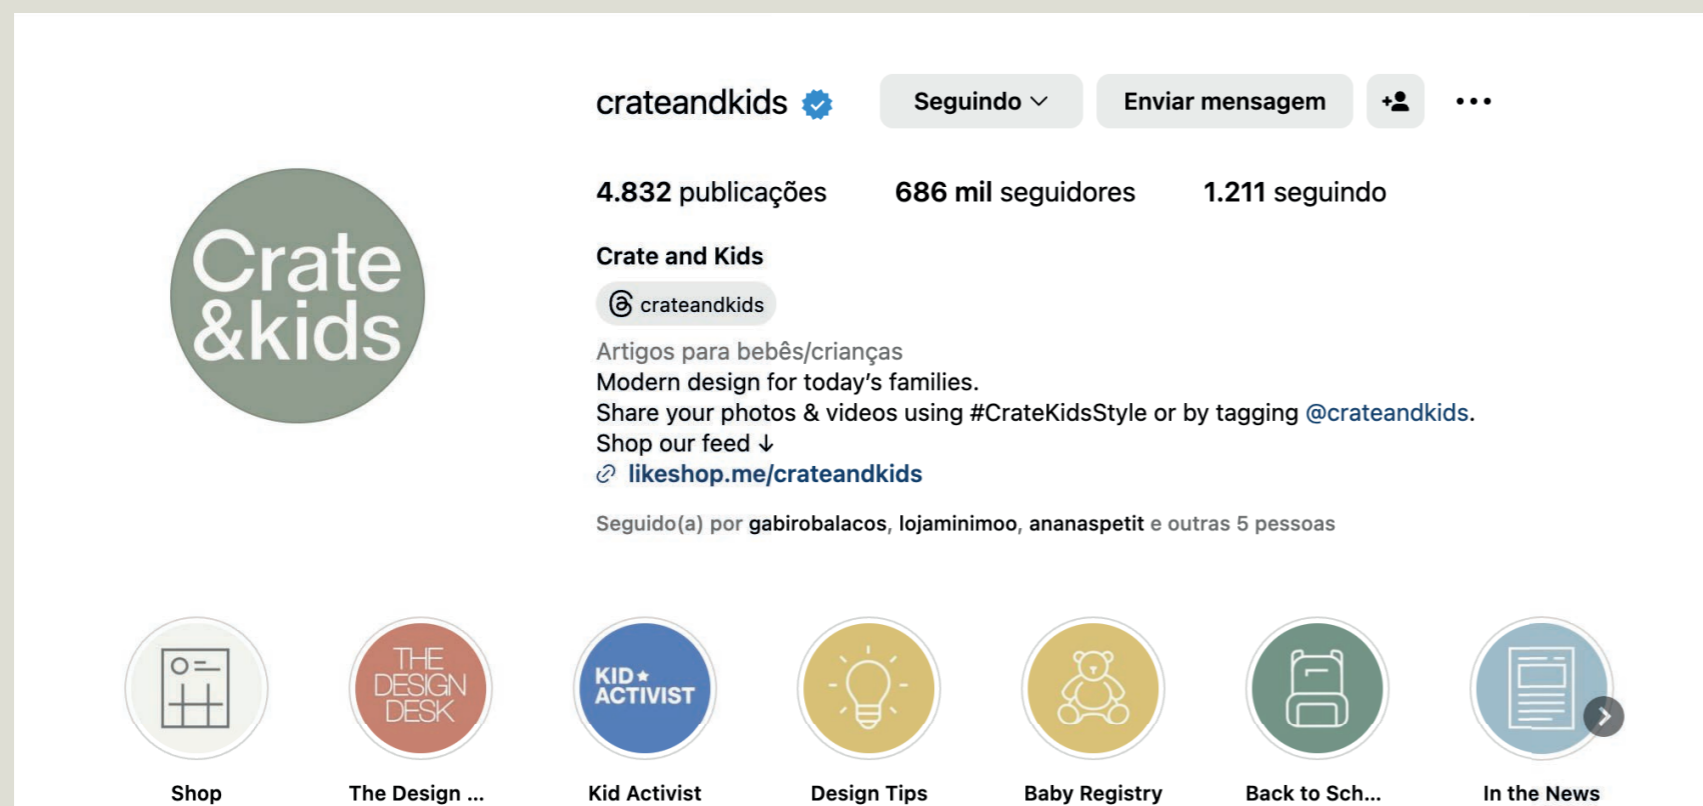 crateandkids
Seguindo
Enviar mensagem
4.832 publicações
686 mil seguidores
1.211 seguindo
Crate
&kids
Crate and Kids
crateandkids
Artigos para bebês/crianças
Modern design for today's families.
Share your photos & videos using #CrateKidsStyle or by tagging @crateandkids.
Shop our feed ↓
likeshop.me/crateandkids
Seguido(a) por gabirobalacos, lojaminimoo, ananaspetit e outras 5 pessoas
THE
DESIGN
DESK
KID★
ACTIVIST
Shop
The Design ...
Kid Activist
Design Tips
Baby Registry
Back to Sch...
In the News